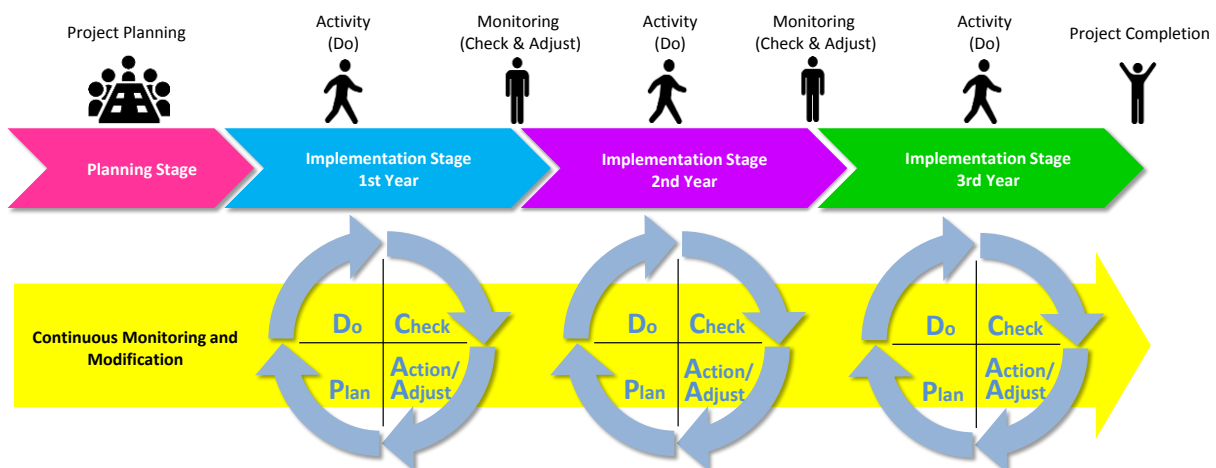 Project Planning
Activity
(Do)
Monitoring
(Check & Adjust)
Activity
(Do)
Monitoring
(Check & Adjust)
Activity
(Do)
Project Completion
Planning Stage
Implementation Stage
1st Year
Implementation Stage
2nd Year
Implementation Stage
3rd Year
Continuous Monitoring and
Modification
Do
Check
Plan
Action/
Adjust
Do
Check
Plan
Action/
Adjust
Do
Check
Plan
Action/
Adjust